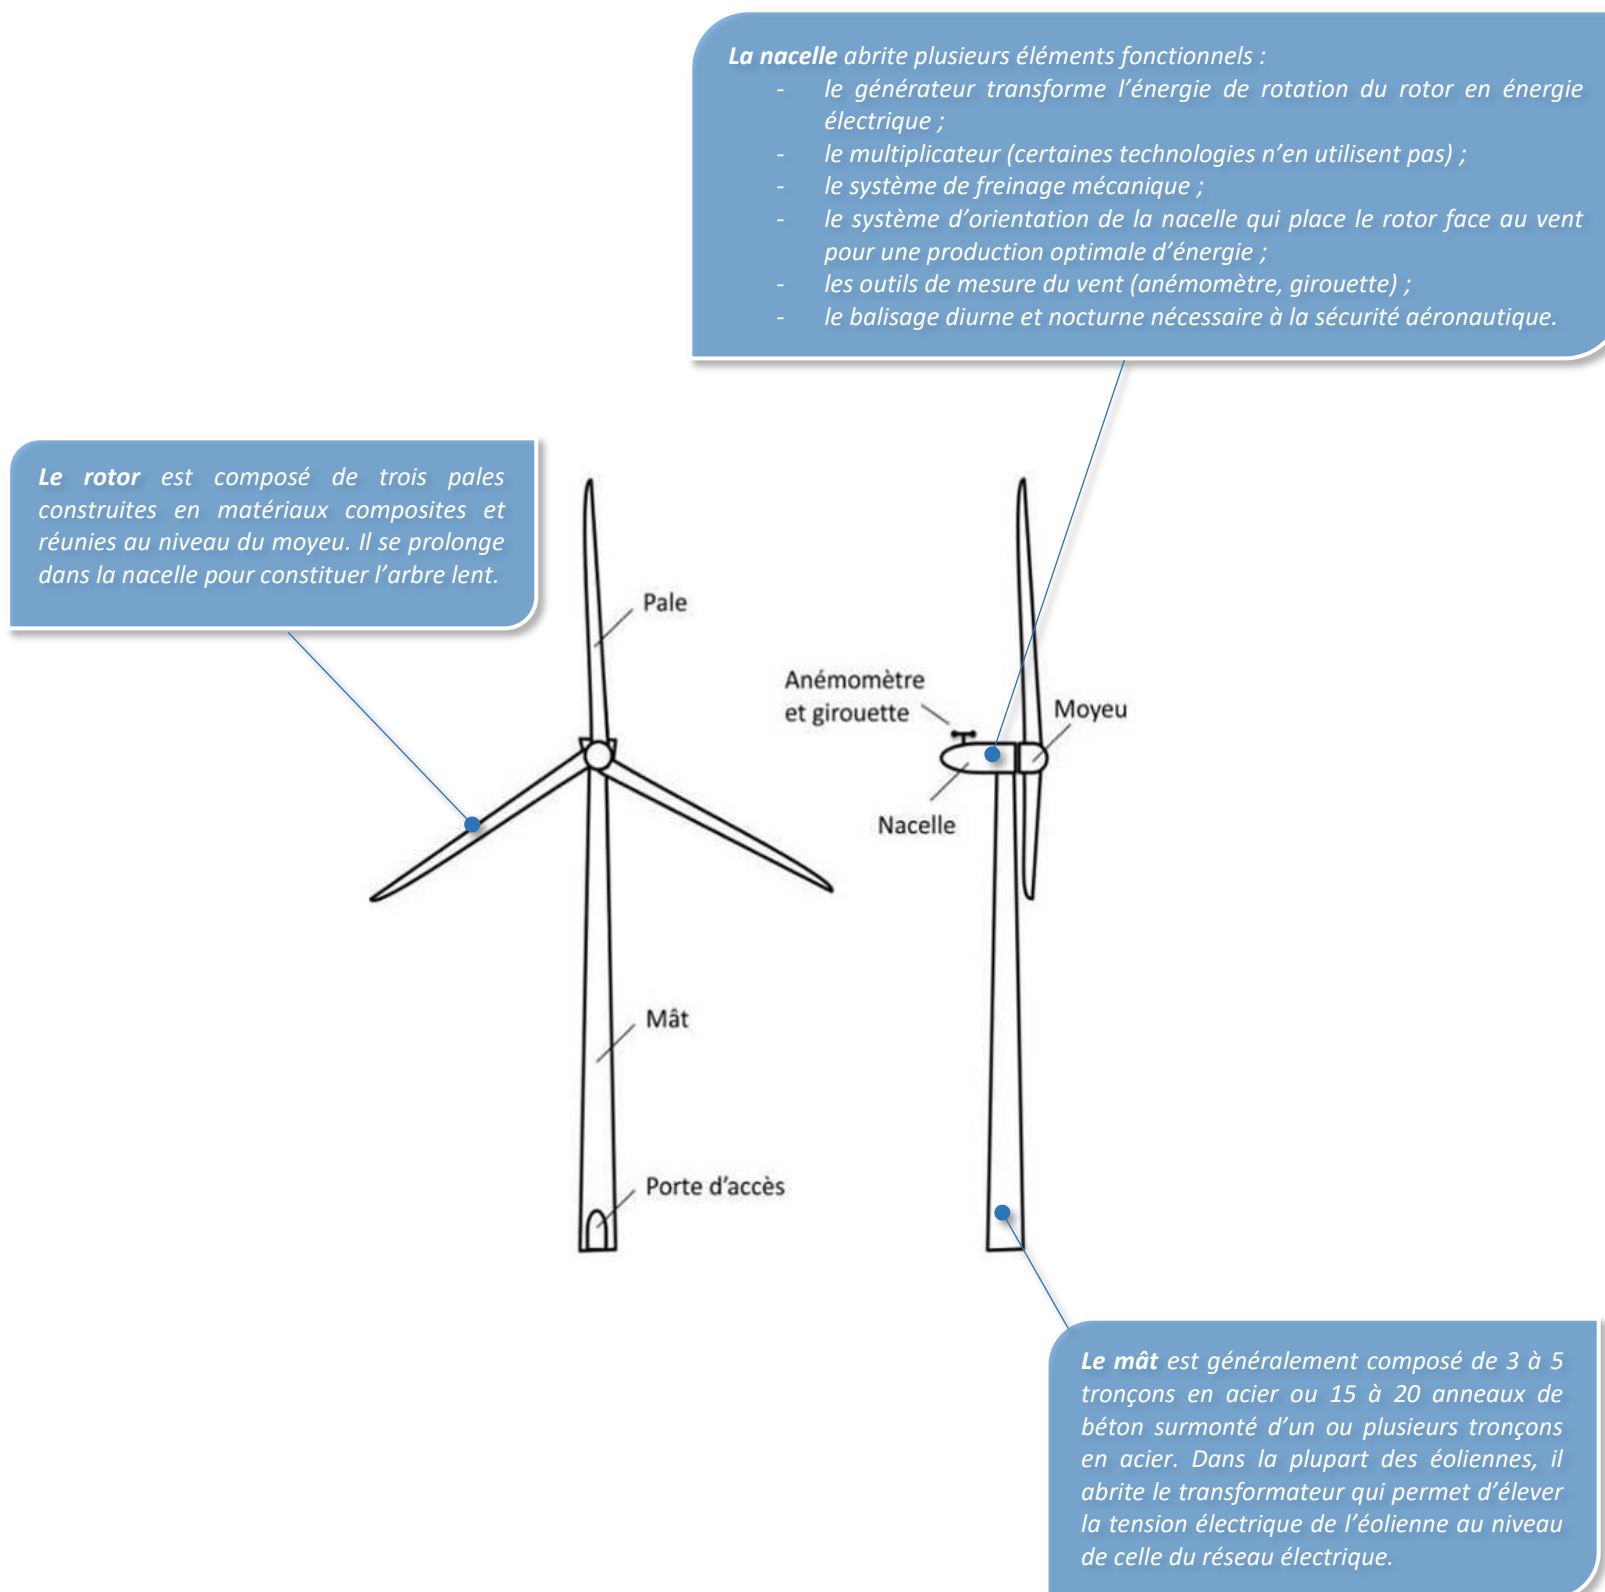 La nacelle abrite plusieurs éléments fonctionnels :
- le générateur transforme l’énergie de rotation du rotor en énergie
électrique ;
- le multiplicateur (certaines technologies n’en utilisent pas) ;
- le système de freinage mécanique ;
- le système d’orientation de la nacelle qui place le rotor face au vent
pour une production optimale d’énergie ;
- les outils de mesure du vent (anémomètre, girouette) ;
- le balisage diurne et nocturne nécessaire à la sécurité aéronautique.
Le rotor est composé de trois pales
construites en matériaux composites et
réunies au niveau du moyeu. Il se prolonge
dans la nacelle pour constituer l’arbre lent.
Pale
Anémomètre
et girouette
Moyeu
Nacelle
Mât
Porte d’accès
Le mât est généralement composé de 3 à 5
tronçons en acier ou 15 à 20 anneaux de
béton surmonté d’un ou plusieurs tronçons
en acier. Dans la plupart des éoliennes, il
abrite le transformateur qui permet d’élever
la tension électrique de l’éolienne au niveau
de celle du réseau électrique.